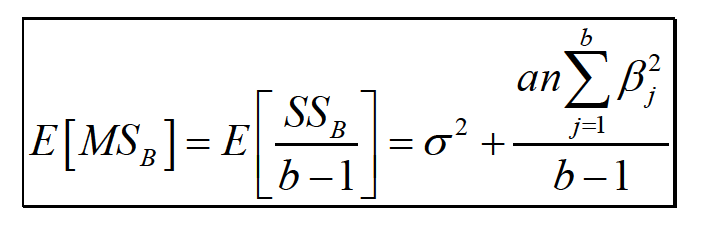 E[MS_B] = E[SS_B / (b − 1)] = σ² + (an ∑_{j=1}^{b} β_j²) / (b − 1)